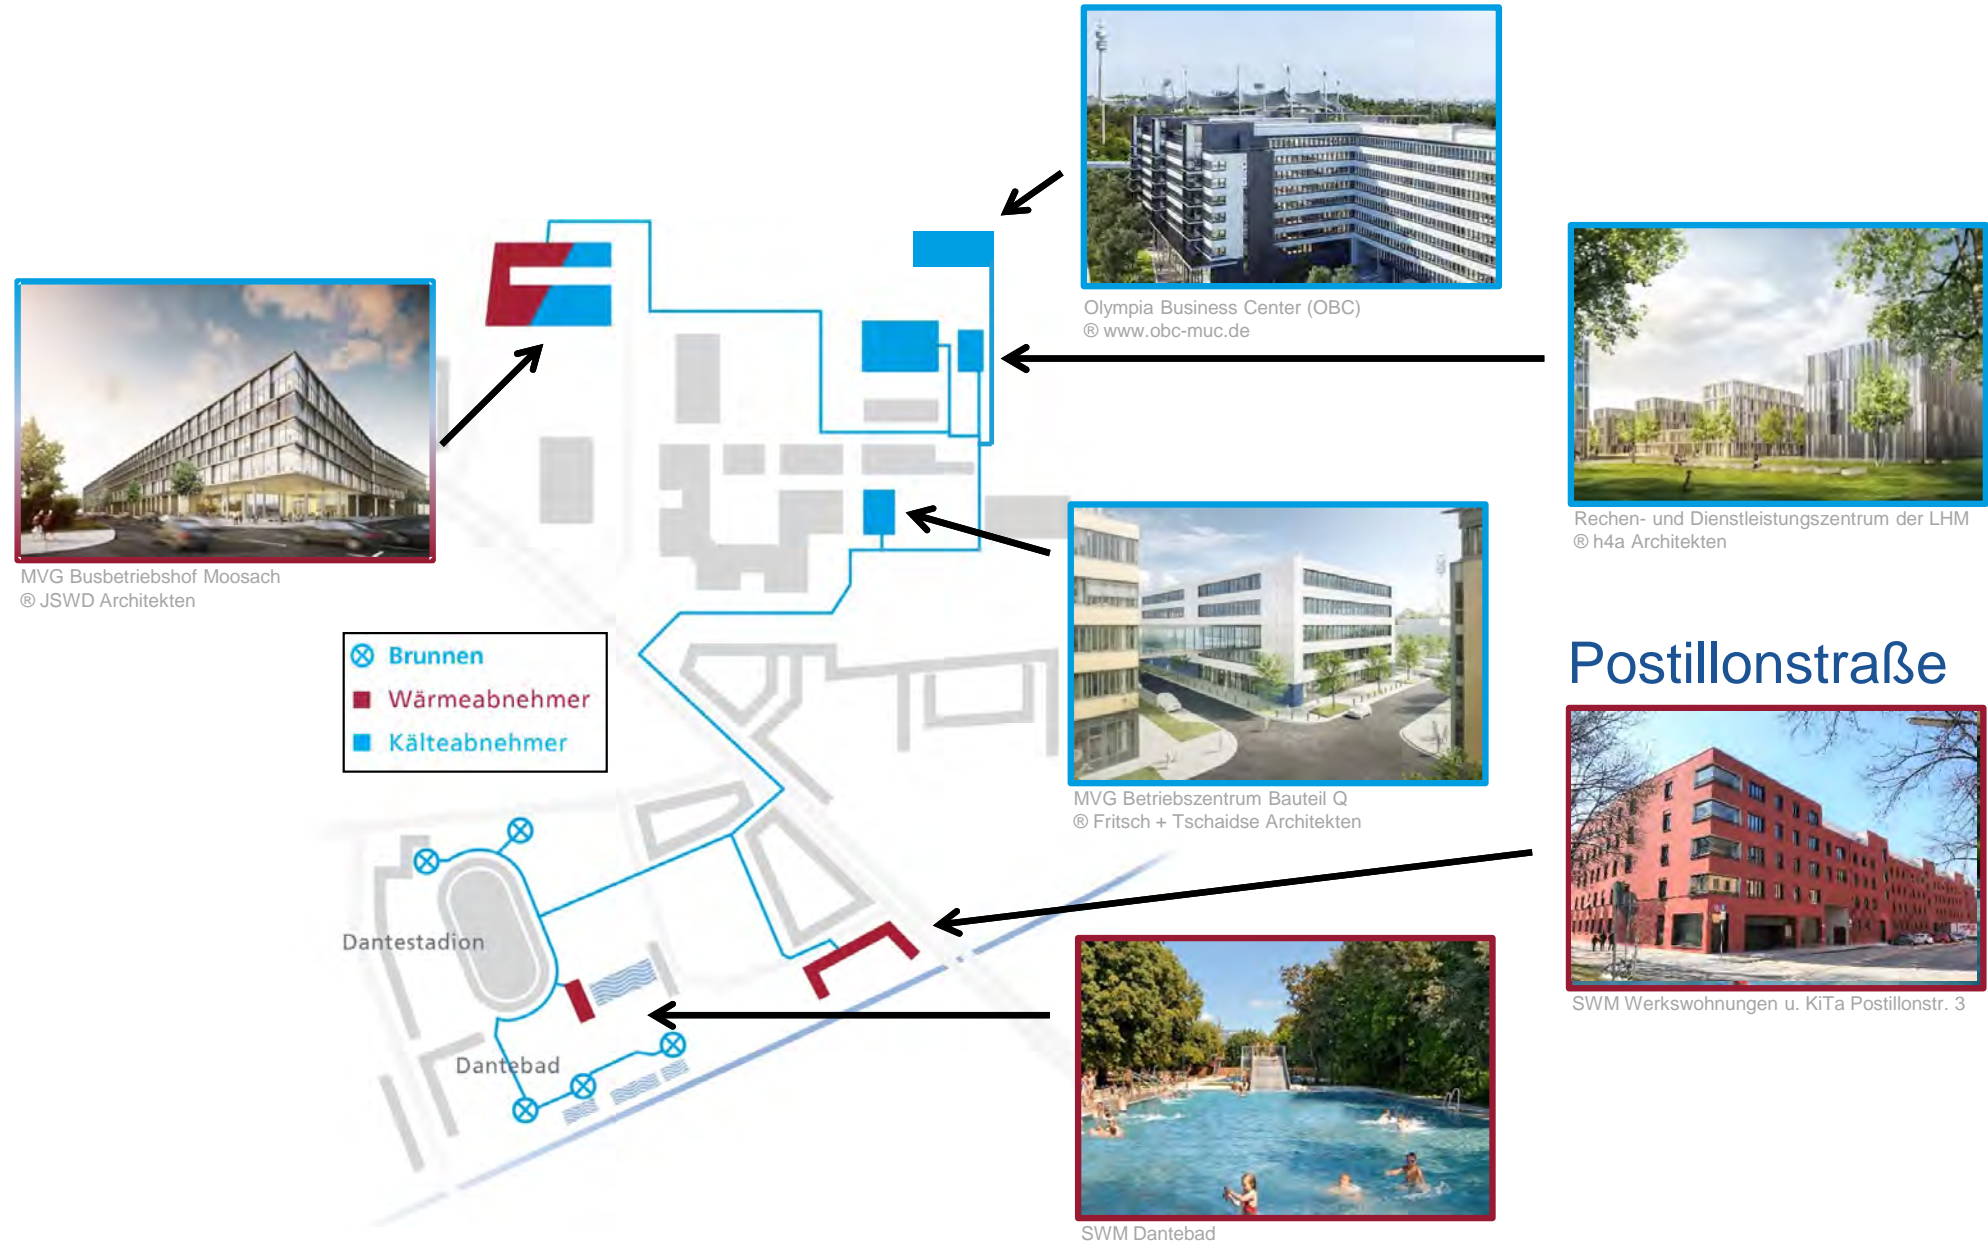 Olympia Business Center (OBC)
® www.obc-muc.de
Rechen- und Dienstleistungszentrum der LHM
® h4a Architekten
MVG Busbetriebshof Moosach
® JSWD Architekten
Brunnen
Wärmeabnehmer
Kälteabnehmer
Postillonstraße
MVG Betriebszentrum Bauteil Q
® Fritsch + Tschaidse Architekten
Dantestadion
SWM Werkswohnungen u. KiTa Postillonstr. 3
Dantebad
SWM Dantebad